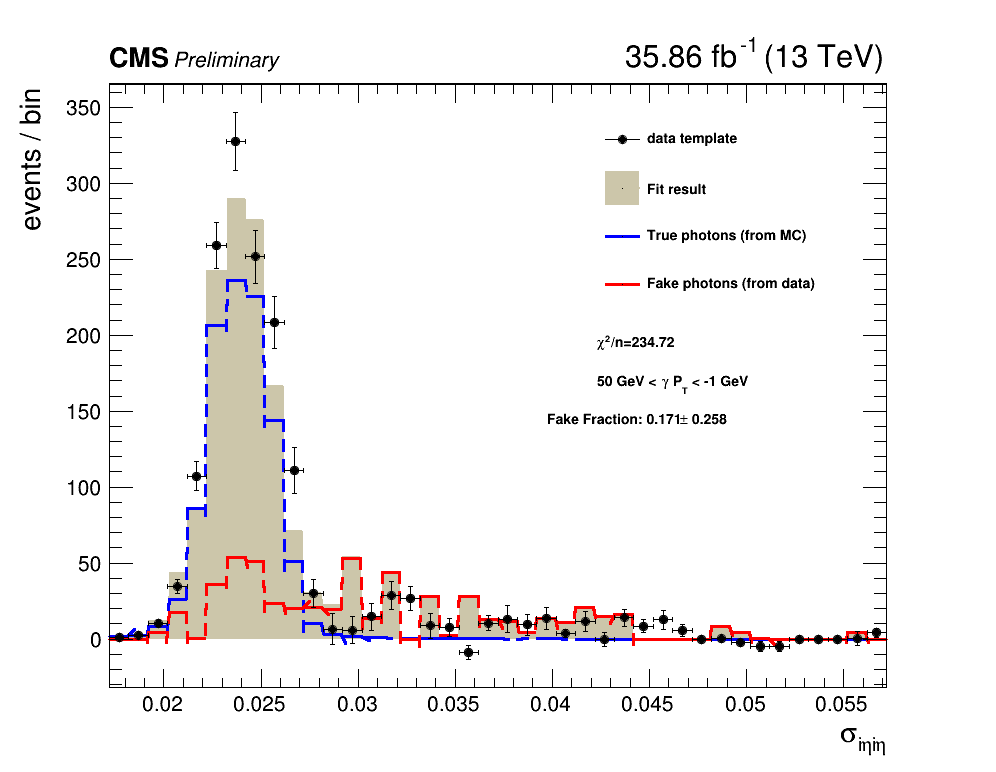 CMS Preliminary 35.86 fb⁻¹ (13 TeV)
events / bin
350
300
250
200
150
100
50
0
data template
Fit result
True photons (from MC)
Fake photons (from data)
χ²/n=234.72
50 GeV < γ P_T < -1 GeV
Fake Fraction: 0.171± 0.258
0.02 0.025 0.03 0.035 0.04 0.045 0.05 0.055
σ_iηiη